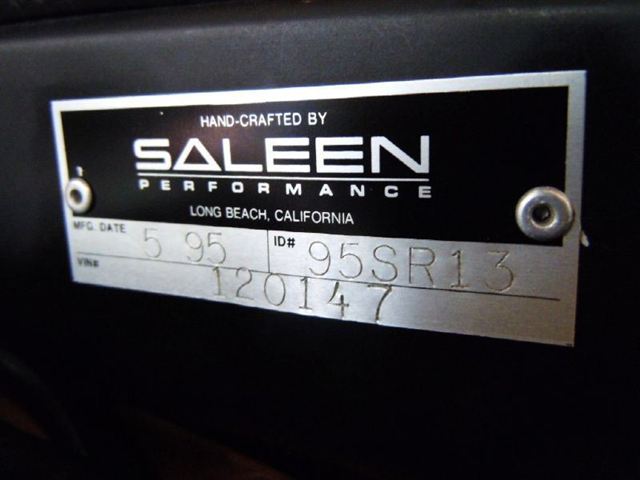 HAND-CRAFTED BY
SALEEN
PERFORMANCE
LONG BEACH, CALIFORNIA
MFG. DATE 5 95 ID# 95SR13
VIN# 120147